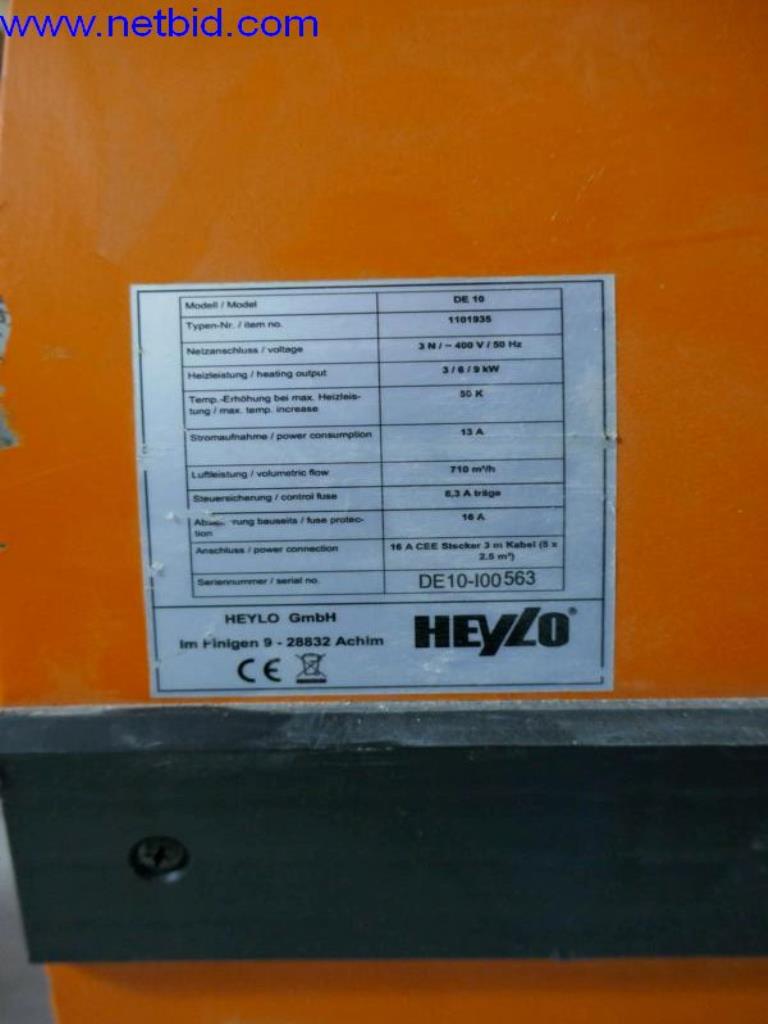 www.netbid.com
Modell / Model DE 10
Typen-Nr. / item no. 1101935
Netzanschluss / voltage 3 N / ~ 400 V / 50 Hz
Heizleistung / heating output 3 / 6 / 9 kW
Temp.-Erhöhung bei max. Heizleis-
tung / max. temp. increase 50 K
Stromaufnahme / power consumption 13 A
Luftleistung / volumetric flow 710 m³/h
Steuersicherung / control fuse 6,3 A träge
bauseits / fuse protec-
tion 16 A
Anschluss / power connection 16 A CEE Stecker 3 m Kabel (5 x
2.5 m²)
Seriennummer / serial no. DE10-I00563
HEYLO GmbH
Im Finigen 9 - 28832 Achim
HEYLO®
CE